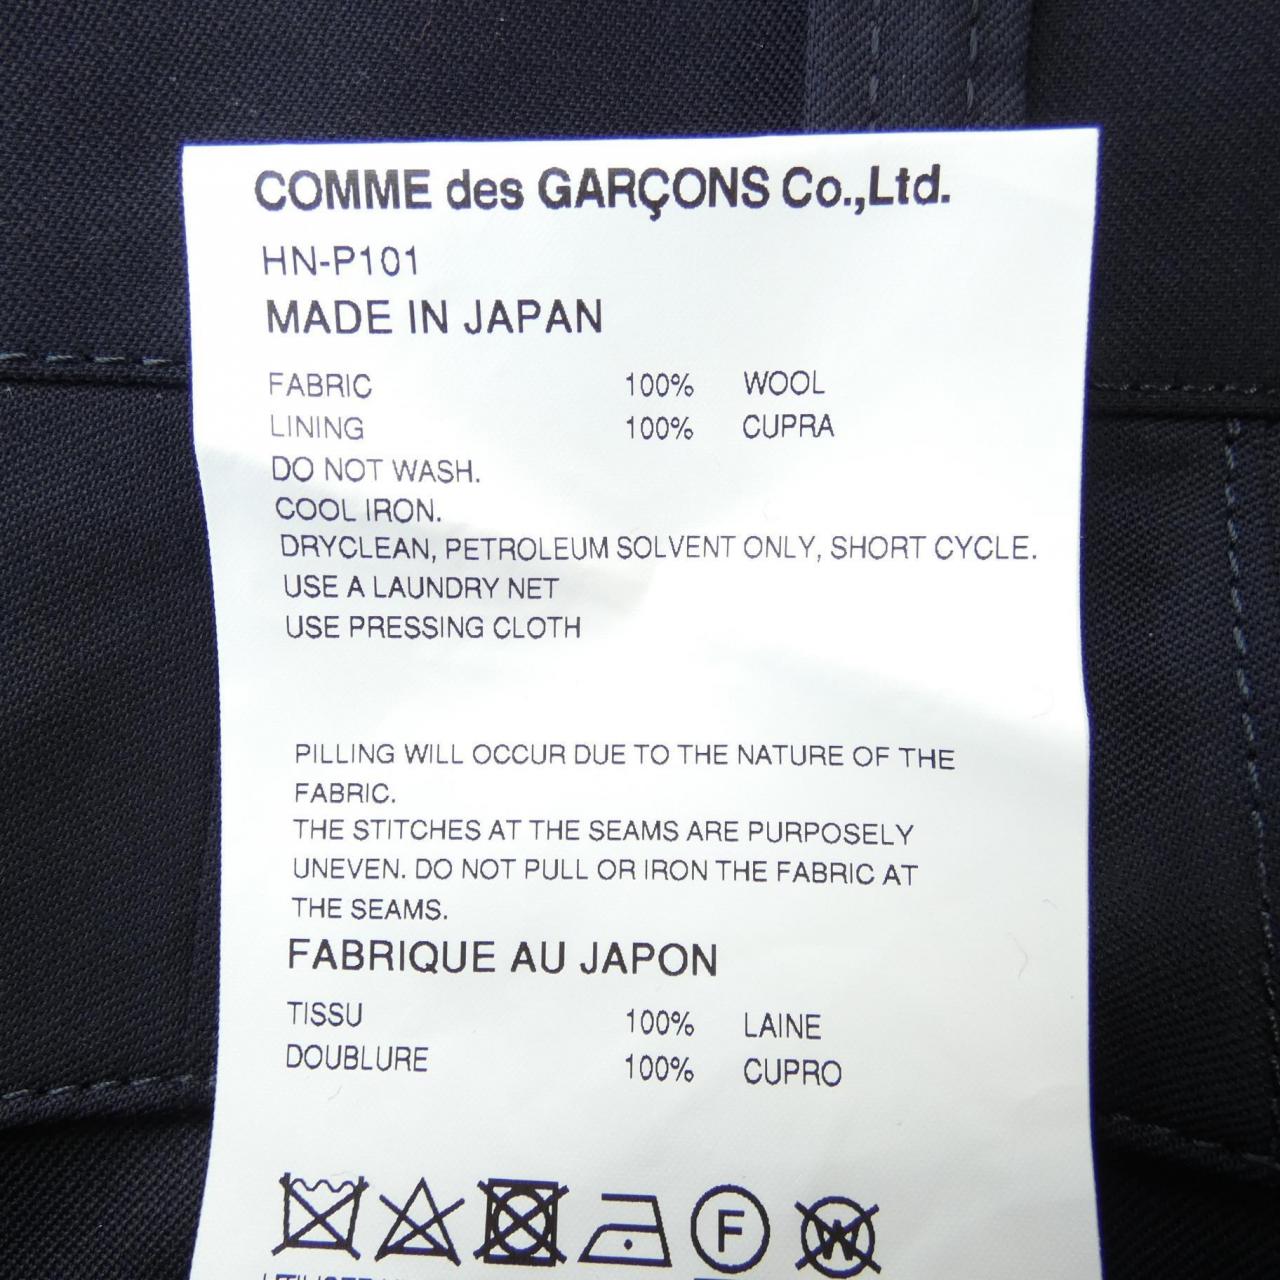 COMME des GARÇONS Co.,Ltd.
HN-P101
MADE IN JAPAN
FABRIC 100% WOOL
LINING 100% CUPRA
DO NOT WASH.
COOL IRON.
DRYCLEAN, PETROLEUM SOLVENT ONLY, SHORT CYCLE.
USE A LAUNDRY NET
USE PRESSING CLOTH
PILLING WILL OCCUR DUE TO THE NATURE OF THE
FABRIC.
THE STITCHES AT THE SEAMS ARE PURPOSELY
UNEVEN. DO NOT PULL OR IRON THE FABRIC AT
THE SEAMS.
FABRIQUE AU JAPON
TISSU 100% LAINE
DOUBLURE 100% CUPRO
F W